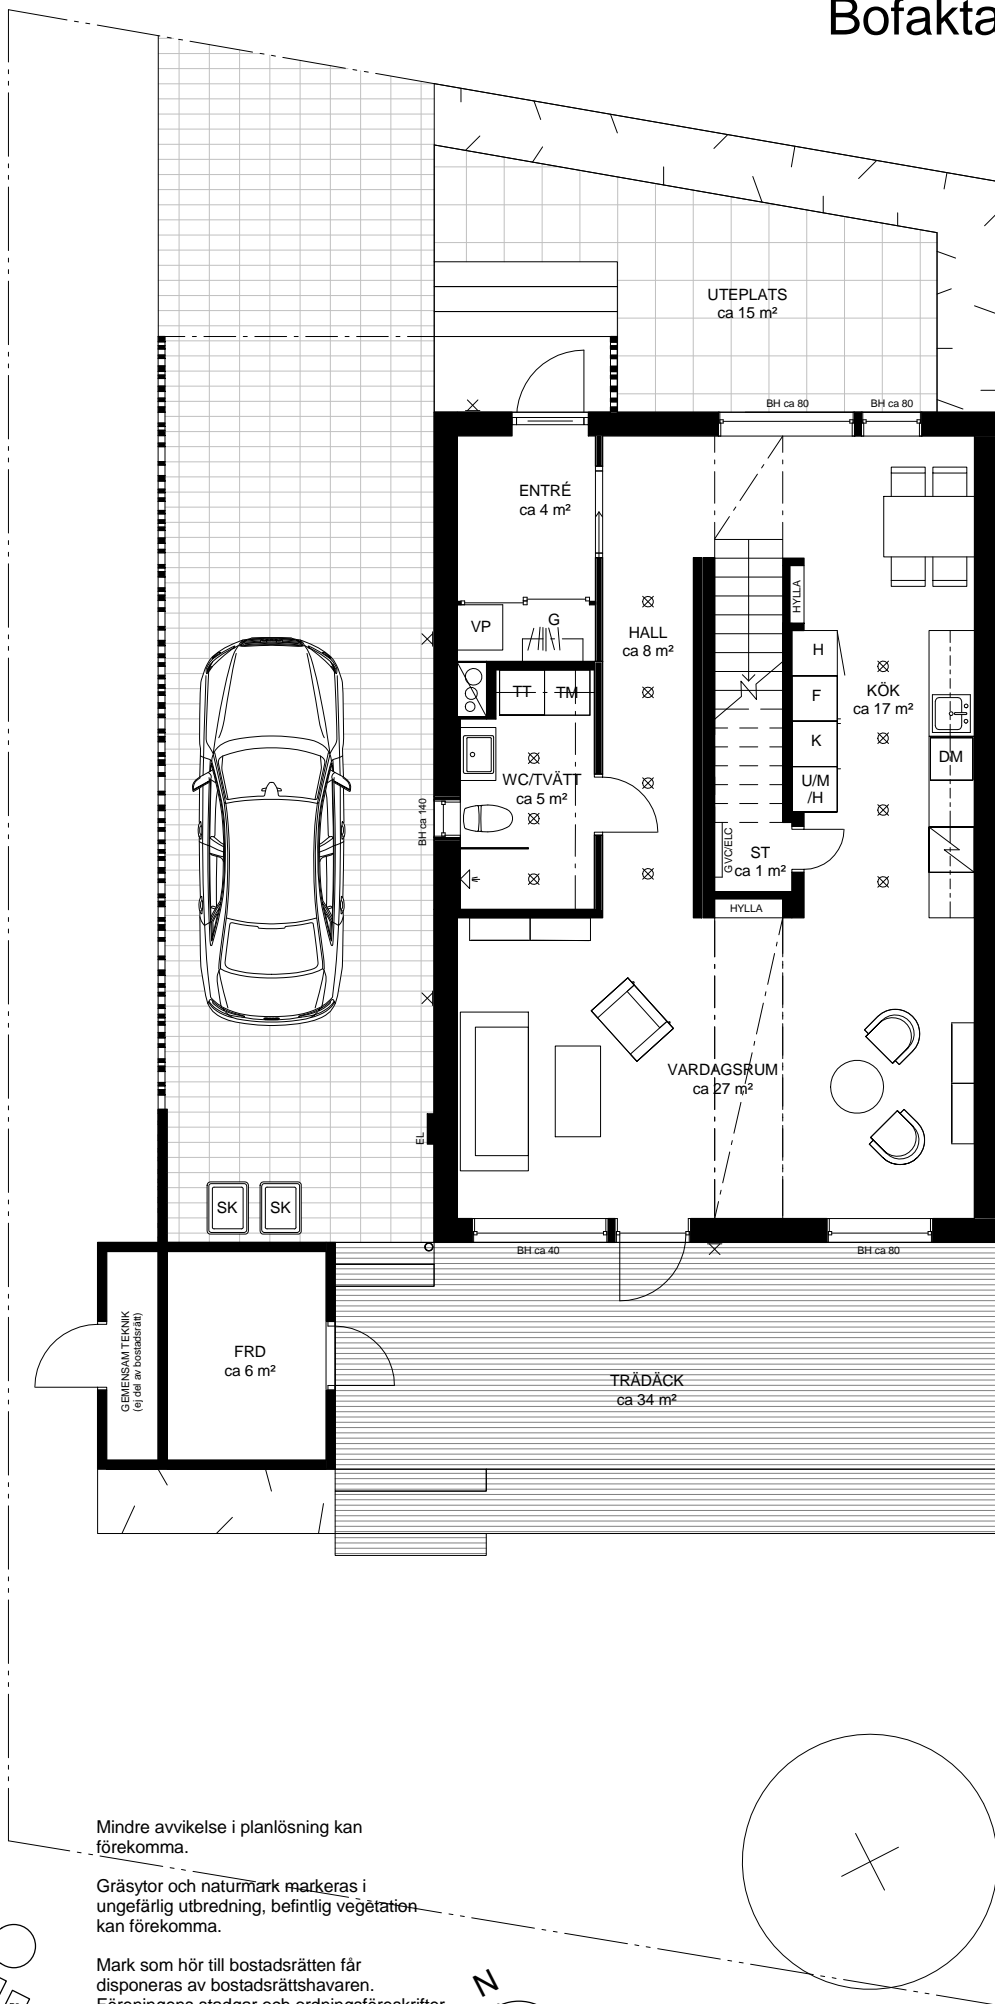 Bofakta
UTEPLATS
ca 15 m²
BH ca 80
BH ca 80
ENTRÉ
ca 4 m²
HYLLA
VP
G
HALL
ca 8 m²
H
F
K
U/M
/H
KÖK
ca 17 m²
TT
TM
DM
WC/TVÄTT
ca 5 m²
BH ca 140
GVC/ELC
ST
ca 1 m²
HYLLA
VARDAGSRUM
ca 27 m²
EL
SK
SK
BH ca 40
BH ca 80
GEMENSAM TEKNIK
(ej del av bostadsrätt)
FRD
ca 6 m²
TRÄDÄCK
ca 34 m²
Mindre avvikelse i planlösning kan
förekomma.
Gräsytor och naturmark markeras i
ungefärlig utbredning, befintlig vegetation
kan förekomma.
Mark som hör till bostadsrätten får
disponeras av bostadsrättshavaren.
Föreningens stadgar och ordningsföreskrifter
N